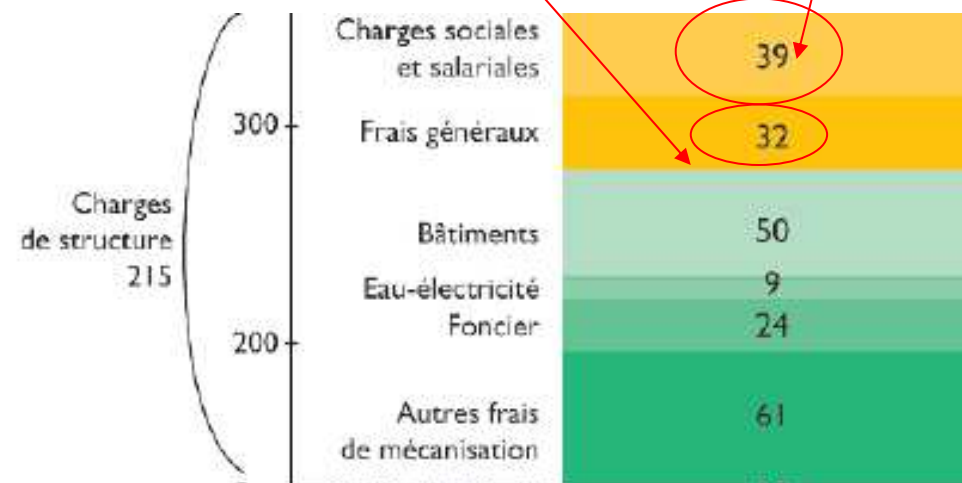 Charges sociales
et salariales
39
300
Frais généraux
32
Charges
de structure
215
Bâtiments
50
Eau-électricité
9
Foncier
24
200
Autres frais
de mécanisation
61